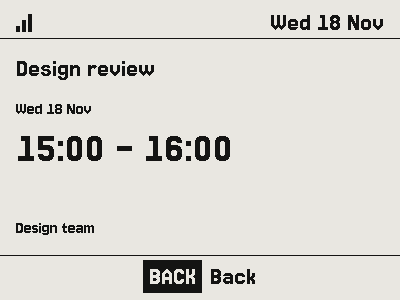 Wed 18 Nov
Design review
Wed 18 Nov
15:00 – 16:00
Design team
BACK Back